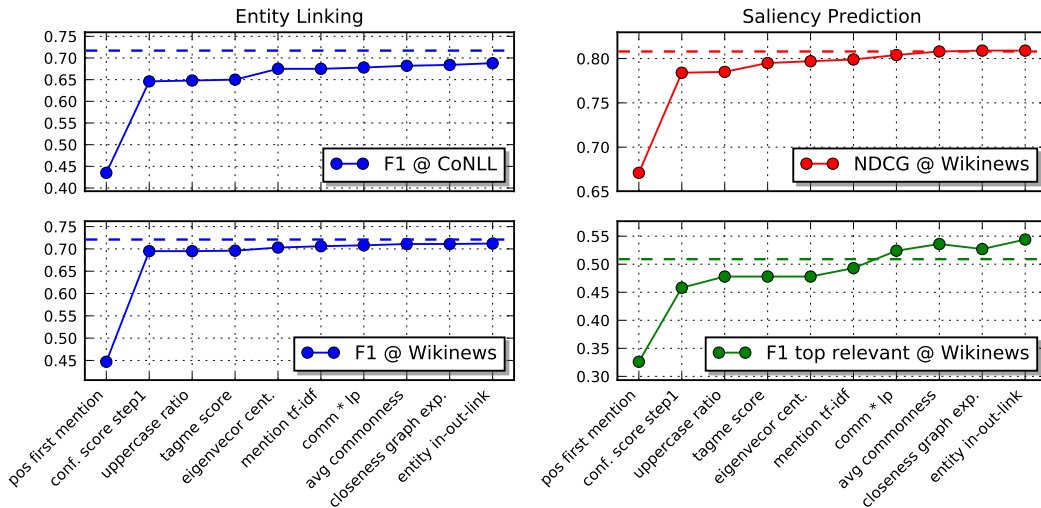 Entity Linking
0.75
0.70
0.65
0.60
0.55
0.50
0.45
0.40
F1 @ CoNLL
Saliency Prediction
0.80
0.75
0.70
0.65
NDCG @ Wikinews
0.75
0.70
0.65
0.60
0.55
0.50
0.45
F1 @ Wikinews
pos first mention
conf. score step1
uppercase ratio
tagme score
eigenvecor cent.
mention tf-idf
comm * lp
avg commonness
closeness graph exp.
entity in-out-link
0.55
0.50
0.45
0.40
0.35
0.30
F1 top relevant @ Wikinews
pos first mention
conf. score step1
uppercase ratio
tagme score
eigenvecor cent.
mention tf-idf
comm * lp
avg commonness
closeness graph exp.
entity in-out-link